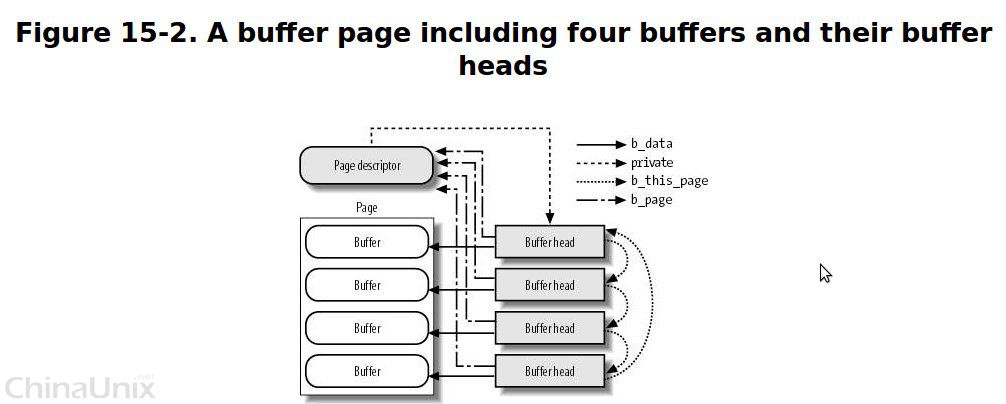 Figure 15-2. A buffer page including four buffers and their buffer
heads
b_data
private
b_this_page
b_page
Page descriptor
Page
Buffer
Buffer head
Buffer
Buffer head
Buffer
Buffer head
Buffer
Buffer head
ChinaUnix.net